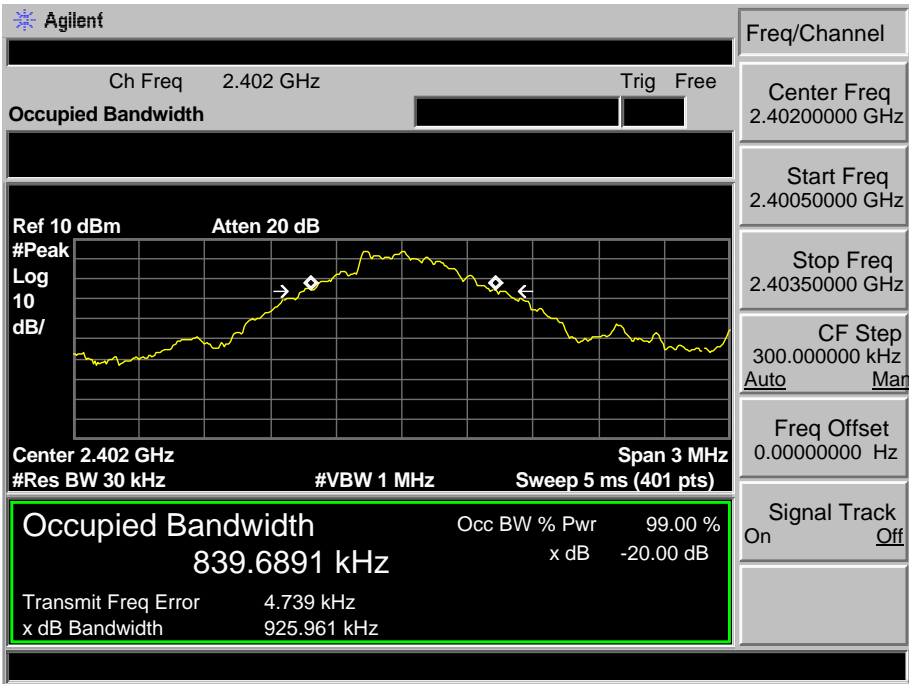 Agilent
Freq/Channel
Ch Freq 2.402 GHz Trig Free
Occupied Bandwidth
Center Freq
2.40200000 GHz
Start Freq
2.40050000 GHz
Stop Freq
2.40350000 GHz
CF Step
300.000000 kHz
Auto Man
Freq Offset
0.00000000 Hz
Signal Track
On Off
Ref 10 dBm Atten 20 dB
#Peak
Log
10
dB/
Center 2.402 GHz Span 3 MHz
#Res BW 30 kHz #VBW 1 MHz Sweep 5 ms (401 pts)
Occupied Bandwidth Occ BW % Pwr 99.00 %
839.6891 kHz x dB -20.00 dB
Transmit Freq Error 4.739 kHz
x dB Bandwidth 925.961 kHz